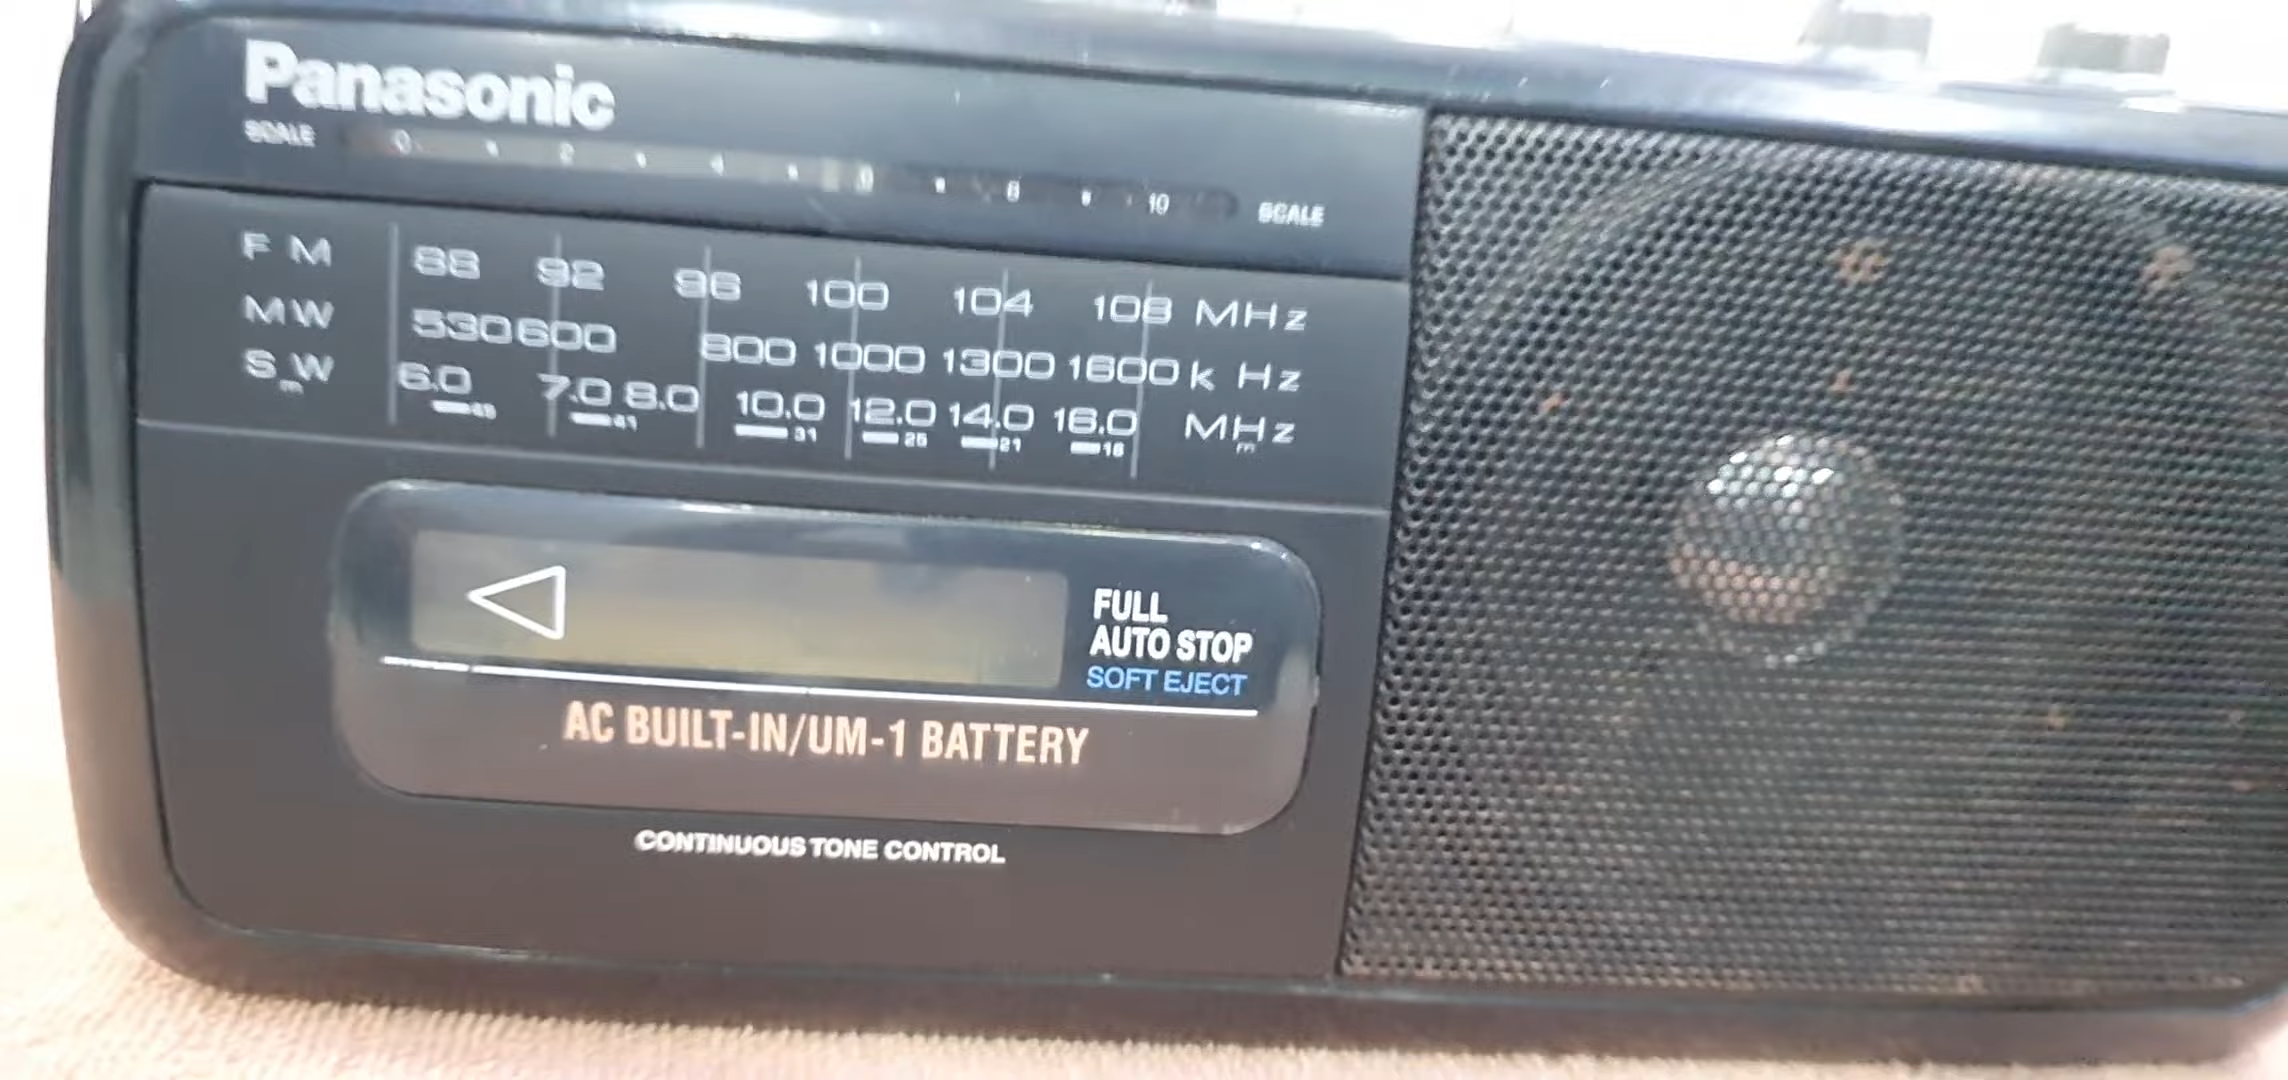 Panasonic
SCALE 0 2 4 6 8 10 SCALE
FM 88 92 96 100 104 108 MHz
MW 530 600 800 1000 1300 1600 kHz
SW 6.0 7.0 8.0 10.0 12.0 14.0 16.0 MHz
m 49 41 31 25 21 18 m
FULL
AUTO STOP
SOFT EJECT
AC BUILT-IN/UM-1 BATTERY
CONTINUOUS TONE CONTROL